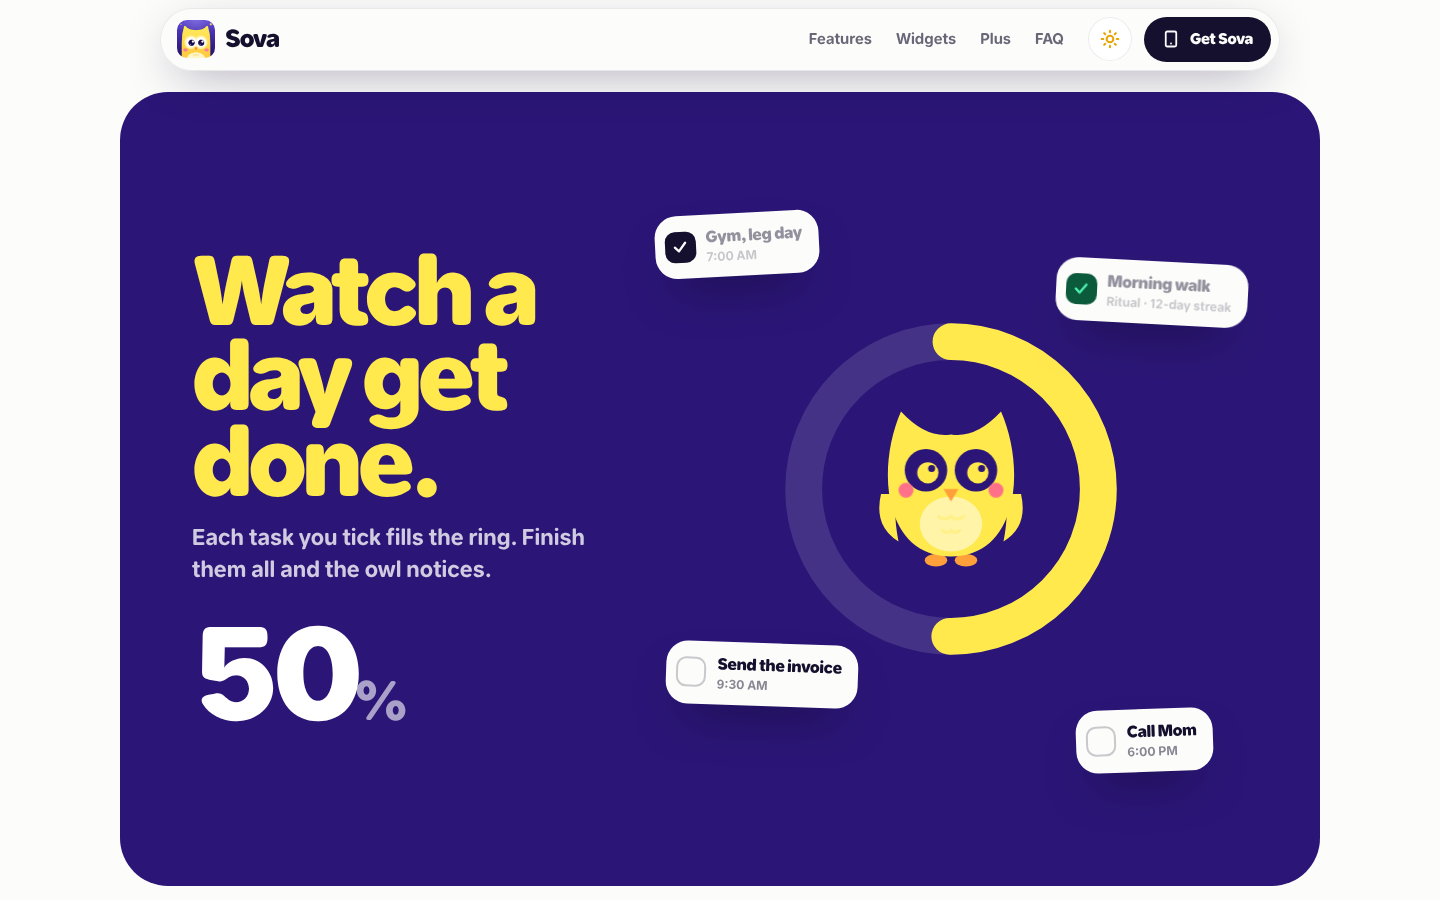 Sova
Features
Widgets
Plus
FAQ
Get Sova
Watch a
day get
done.
Each task you tick fills the ring. Finish
them all and the owl notices.
50%
Gym, leg day
7:00 AM
Morning walk
Ritual · 12-day streak
Send the invoice
9:30 AM
Call Mom
6:00 PM